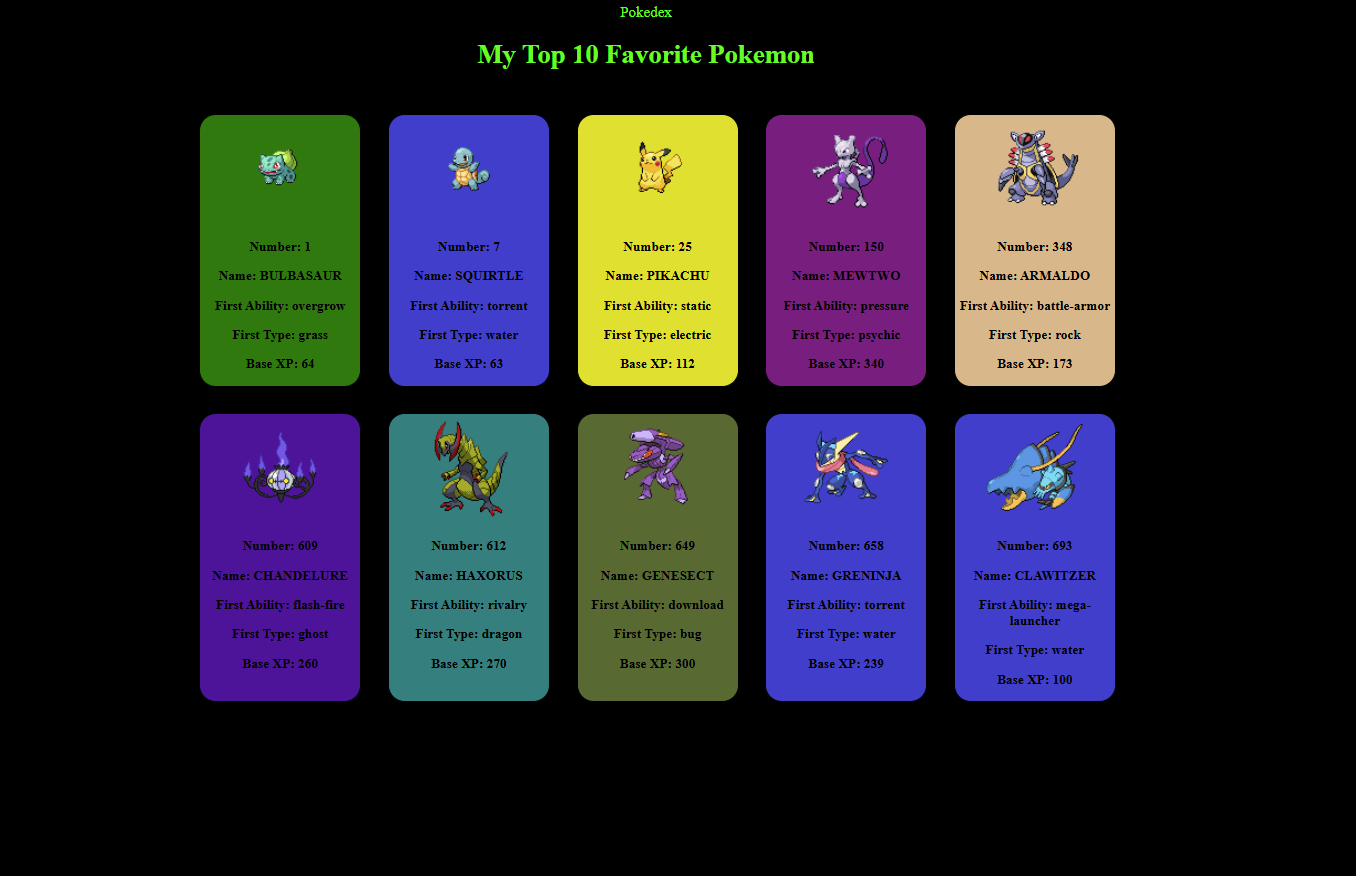 Pokedex
My Top 10 Favorite Pokemon
Number: 1
Name: BULBASAUR
First Ability: overgrow
First Type: grass
Base XP: 64
Number: 7
Name: SQUIRTLE
First Ability: torrent
First Type: water
Base XP: 63
Number: 25
Name: PIKACHU
First Ability: static
First Type: electric
Base XP: 112
Number: 150
Name: MEWTWO
First Ability: pressure
First Type: psychic
Base XP: 340
Number: 348
Name: ARMALDO
First Ability: battle-armor
First Type: rock
Base XP: 173
Number: 609
Name: CHANDELURE
First Ability: flash-fire
First Type: ghost
Base XP: 260
Number: 612
Name: HAXORUS
First Ability: rivalry
First Type: dragon
Base XP: 270
Number: 649
Name: GENESECT
First Ability: download
First Type: bug
Base XP: 300
Number: 658
Name: GRENINJA
First Ability: torrent
First Type: water
Base XP: 239
Number: 693
Name: CLAWITZER
First Ability: mega-
launcher
First Type: water
Base XP: 100